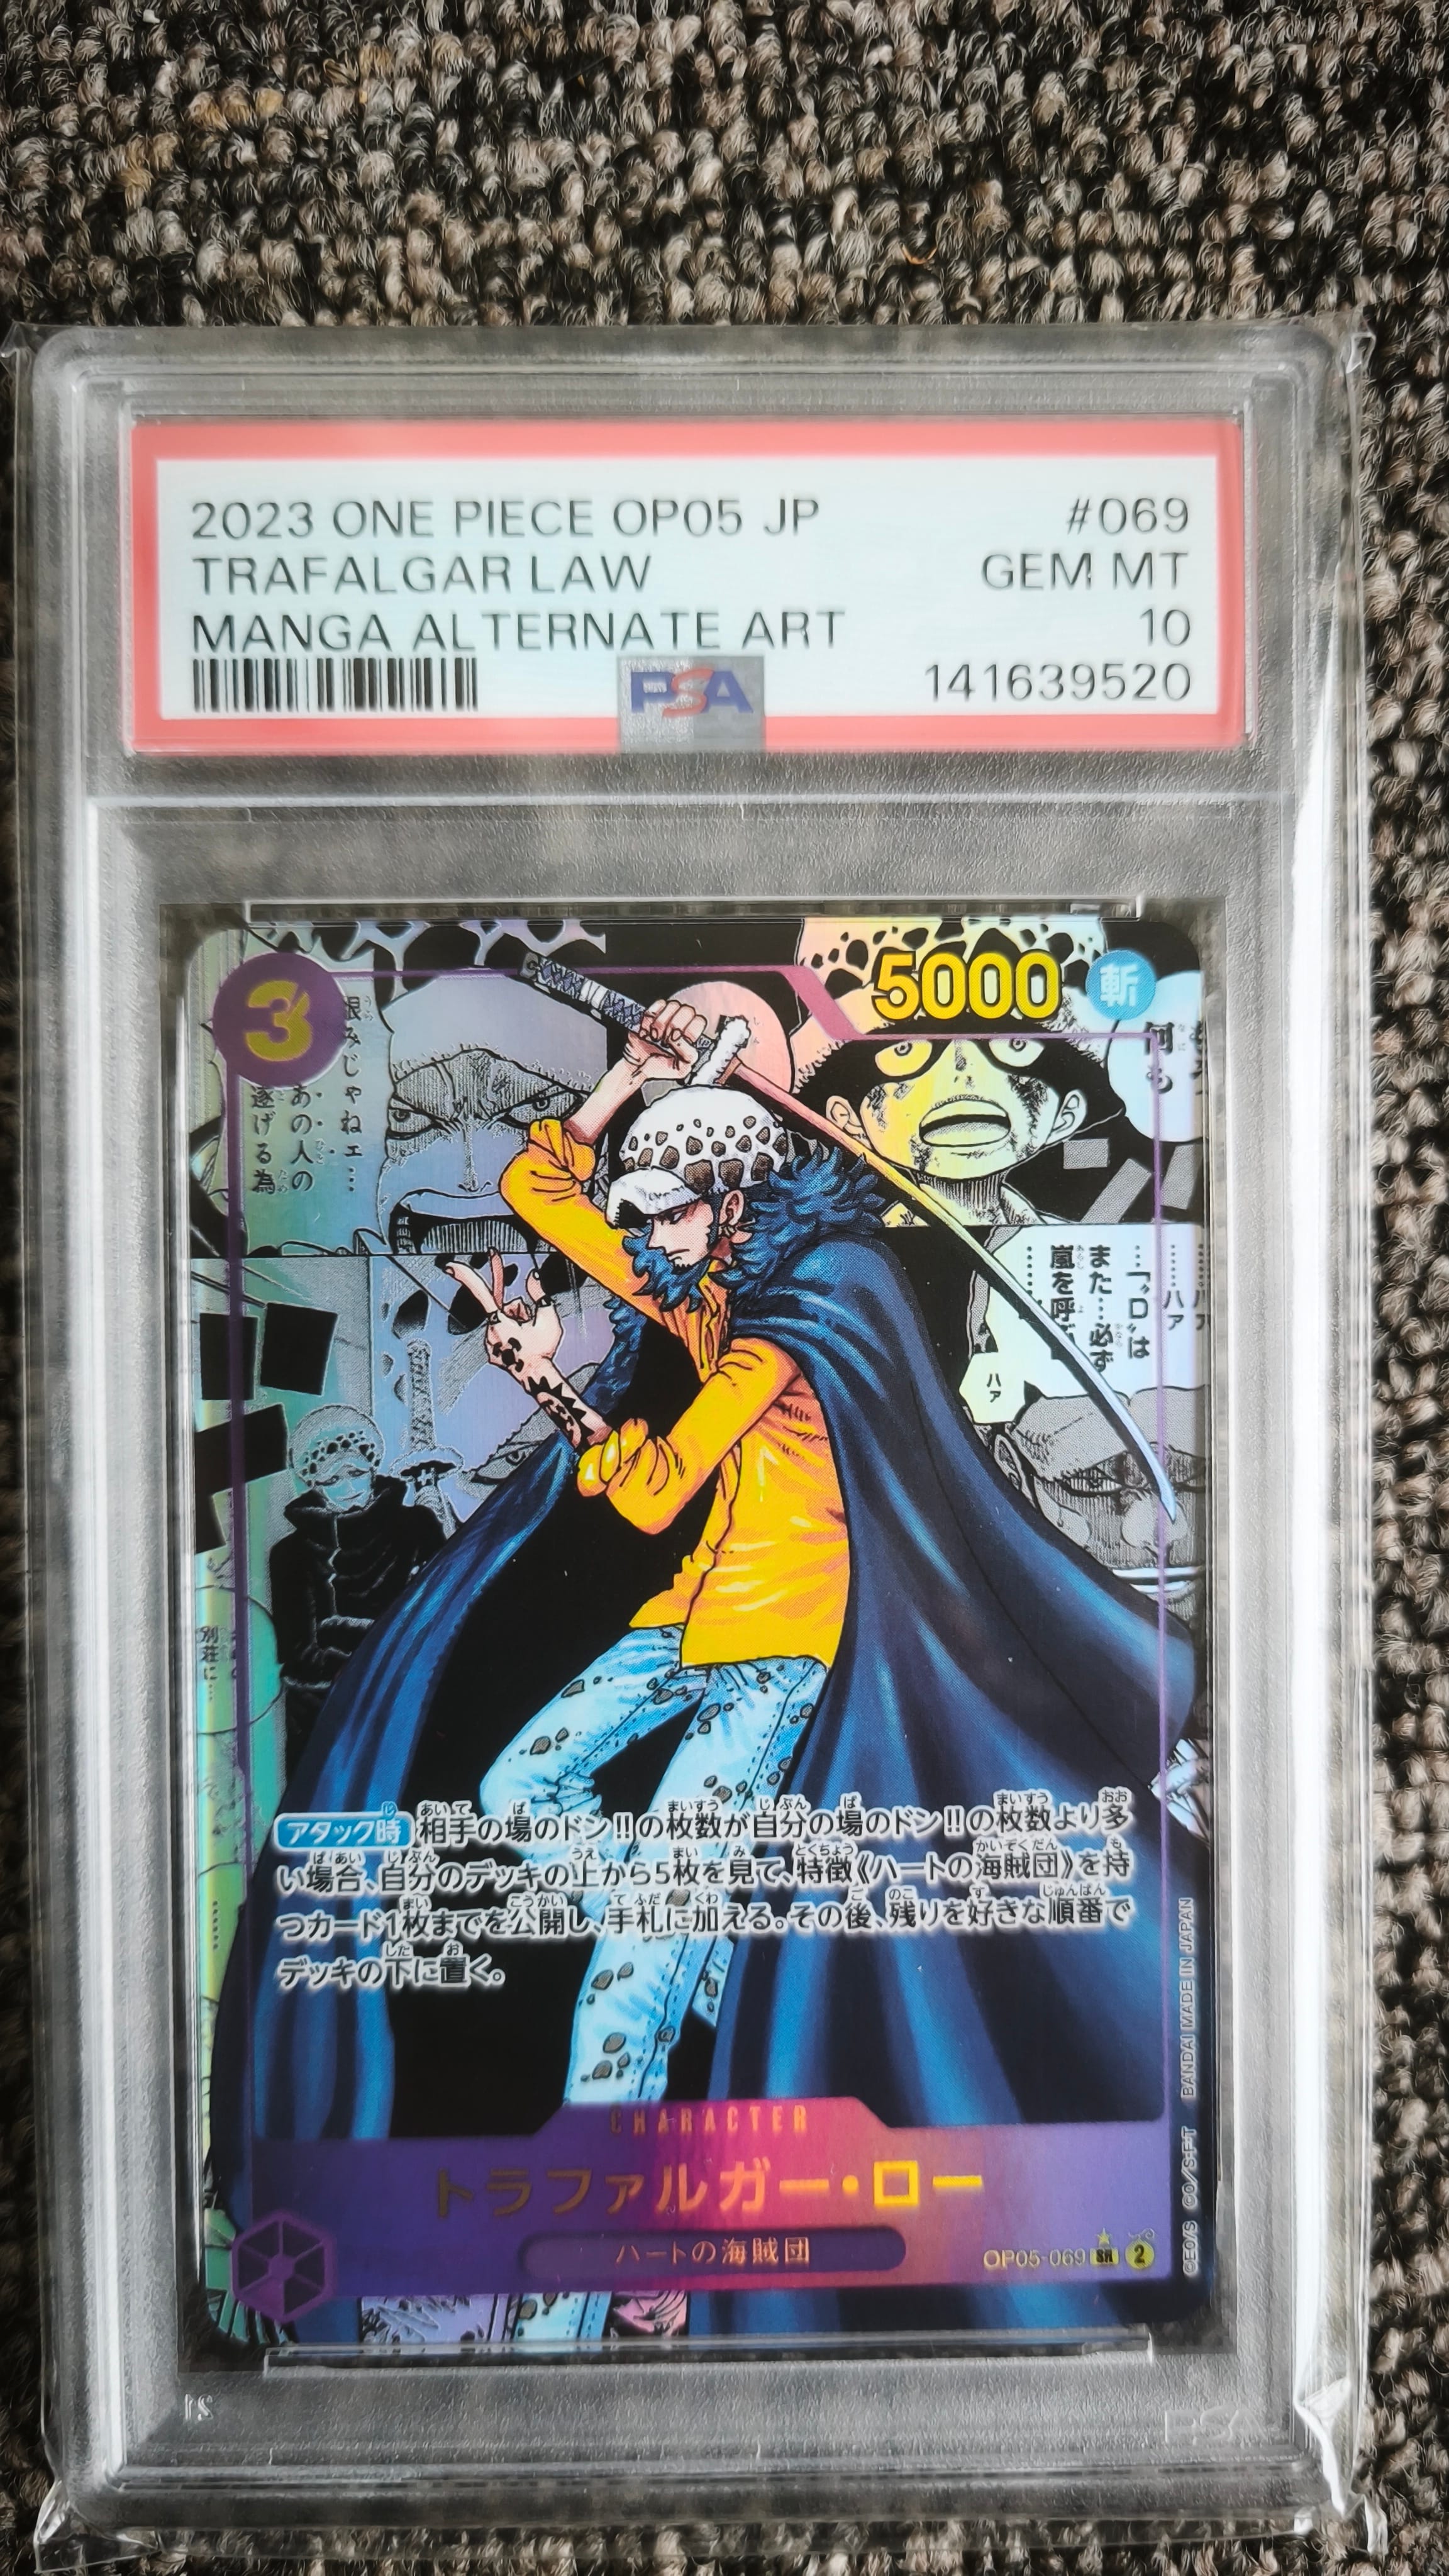 2023 ONE PIECE OP05 JP #069
TRAFALGAR LAW GEM MT
MANGA ALTERNATE ART 10
PSA 141639520
3
5000 斬
恨みじゃねェ…
あの人の
遂げる為
何
“D”は
また…必ず
嵐を呼
ハァ
ハァ
別荘に…
アタック時 相手の場のドン!!の枚数が自分の場のドン!!の枚数より多
い場合、自分のデッキの上から5枚を見て、特徴《ハートの海賊団》を持
つカード1枚までを公開し、手札に加える。その後、残りを好きな順番で
デッキの下に置く。
CHARACTER
トラファルガー・ロー
ハートの海賊団
OP05-069 SR 2
©EO/S ©O/S·F·T BANDAI MADE IN JAPAN
21
PSA